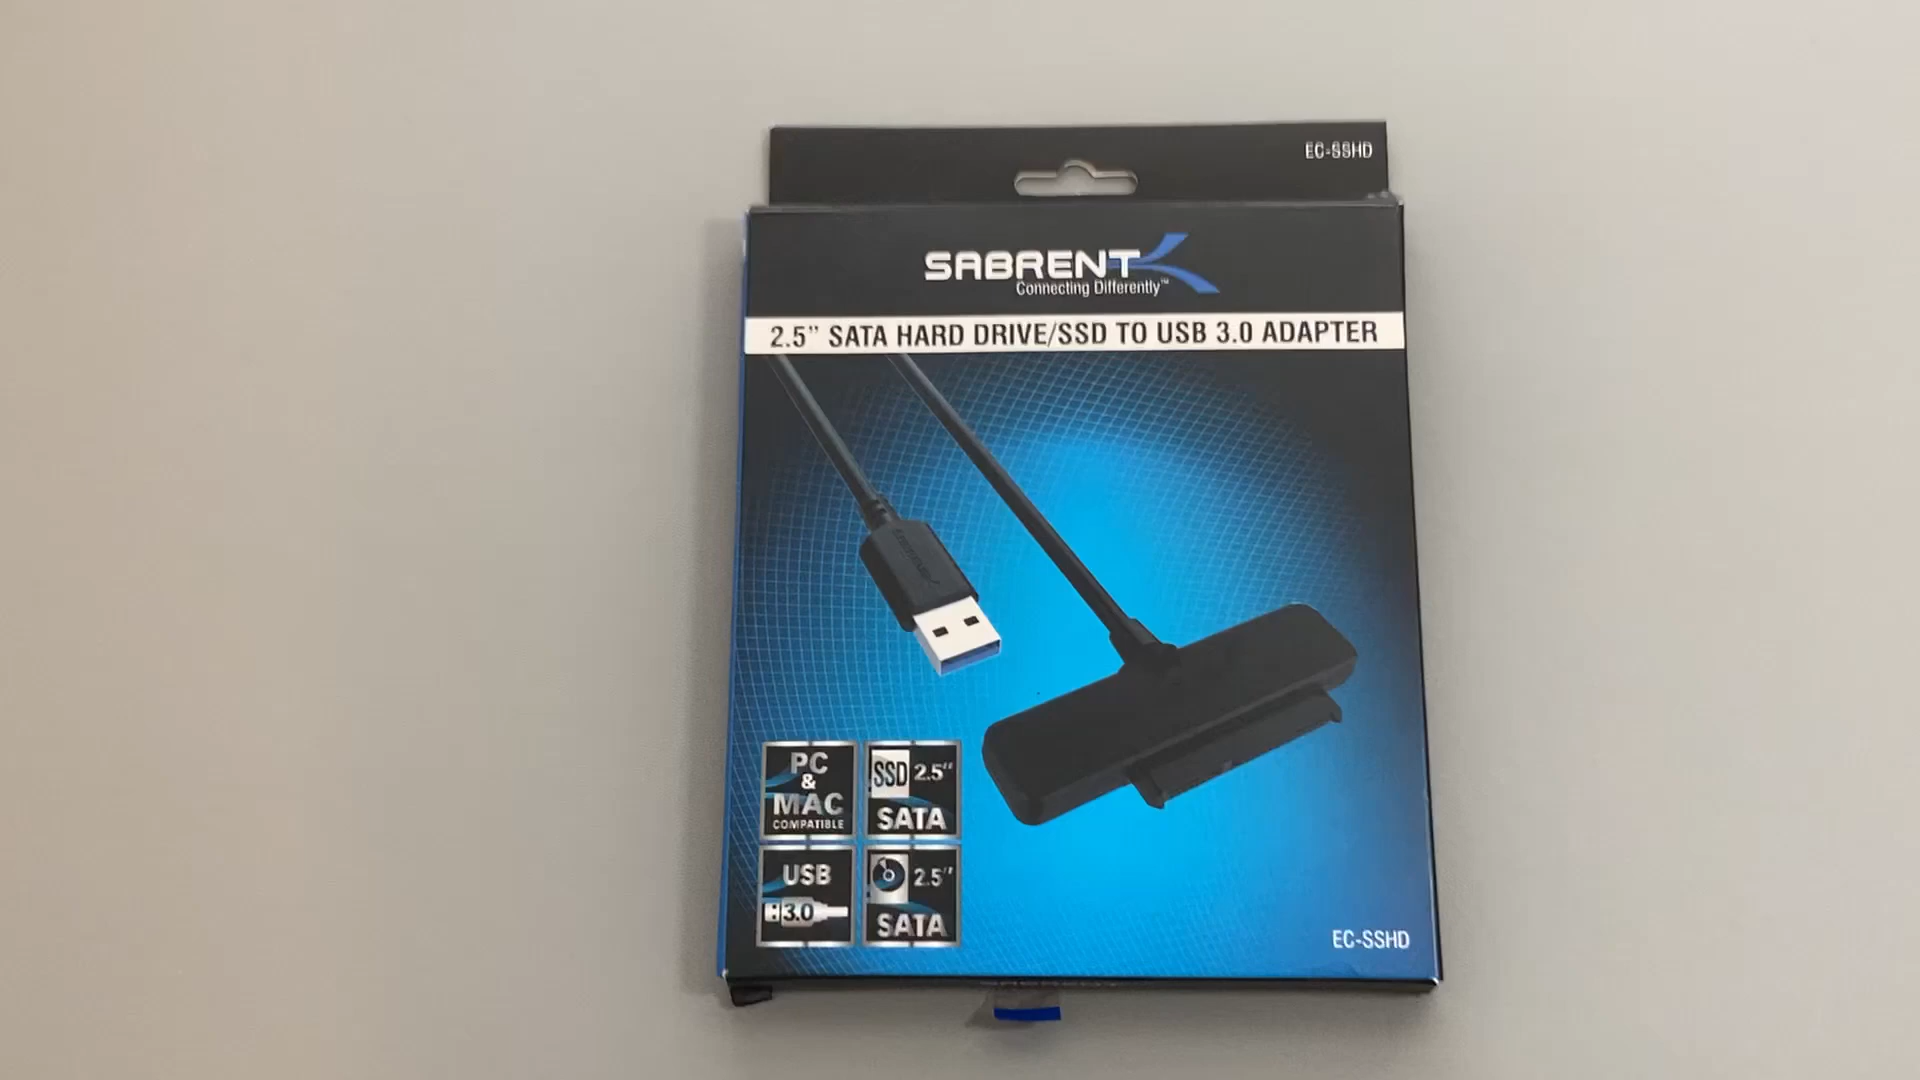 EC-SSHD
SABRENT
Connecting Differently™
2.5" SATA HARD DRIVE/SSD TO USB 3.0 ADAPTER
PC
&
MAC
COMPATIBLE
SSD 2.5"
SATA
USB
3.0
2.5"
SATA
EC-SSHD
SABRENT